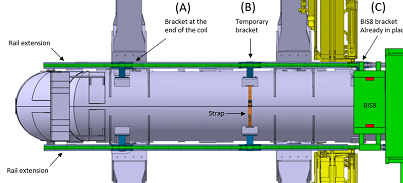 (A)
(B)
(C)
Rail extension
Bracket at the
end of the coil
Temporary
bracket
BIS8 bracket
Already in plac
BIS8
Strap
Rail extension